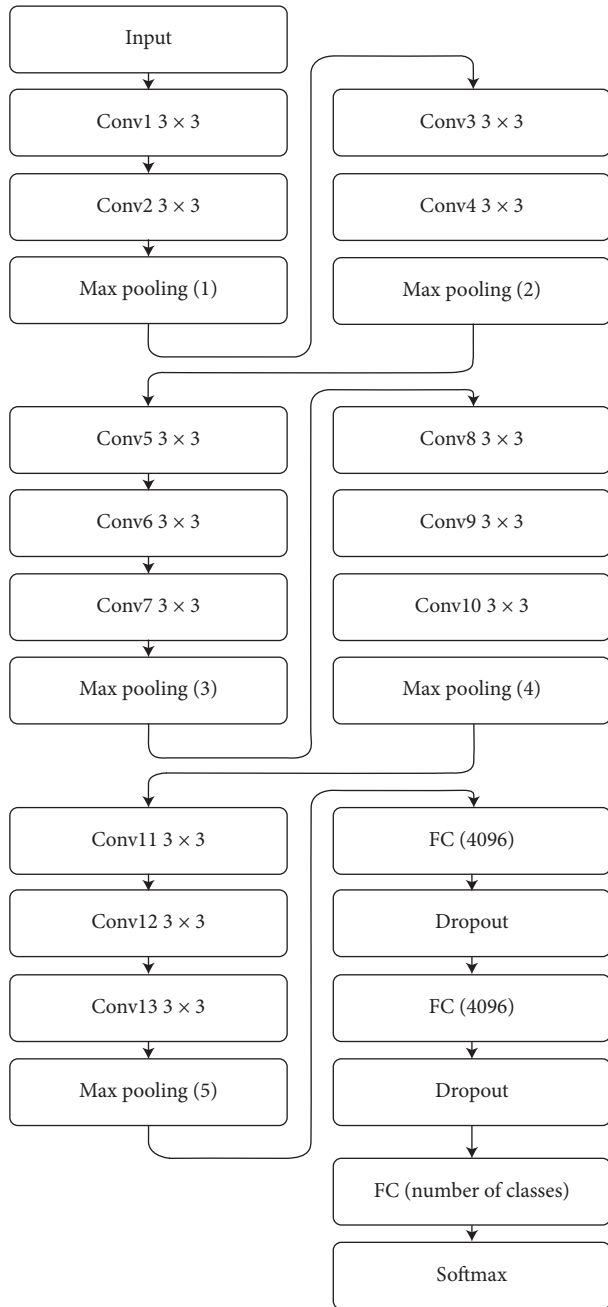 Input
Conv1 3 × 3
Conv2 3 × 3
Max pooling (1)
Conv3 3 × 3
Conv4 3 × 3
Max pooling (2)
Conv5 3 × 3
Conv6 3 × 3
Conv7 3 × 3
Max pooling (3)
Conv8 3 × 3
Conv9 3 × 3
Conv10 3 × 3
Max pooling (4)
Conv11 3 × 3
Conv12 3 × 3
Conv13 3 × 3
Max pooling (5)
FC (4096)
Dropout
FC (4096)
Dropout
FC (number of classes)
Softmax